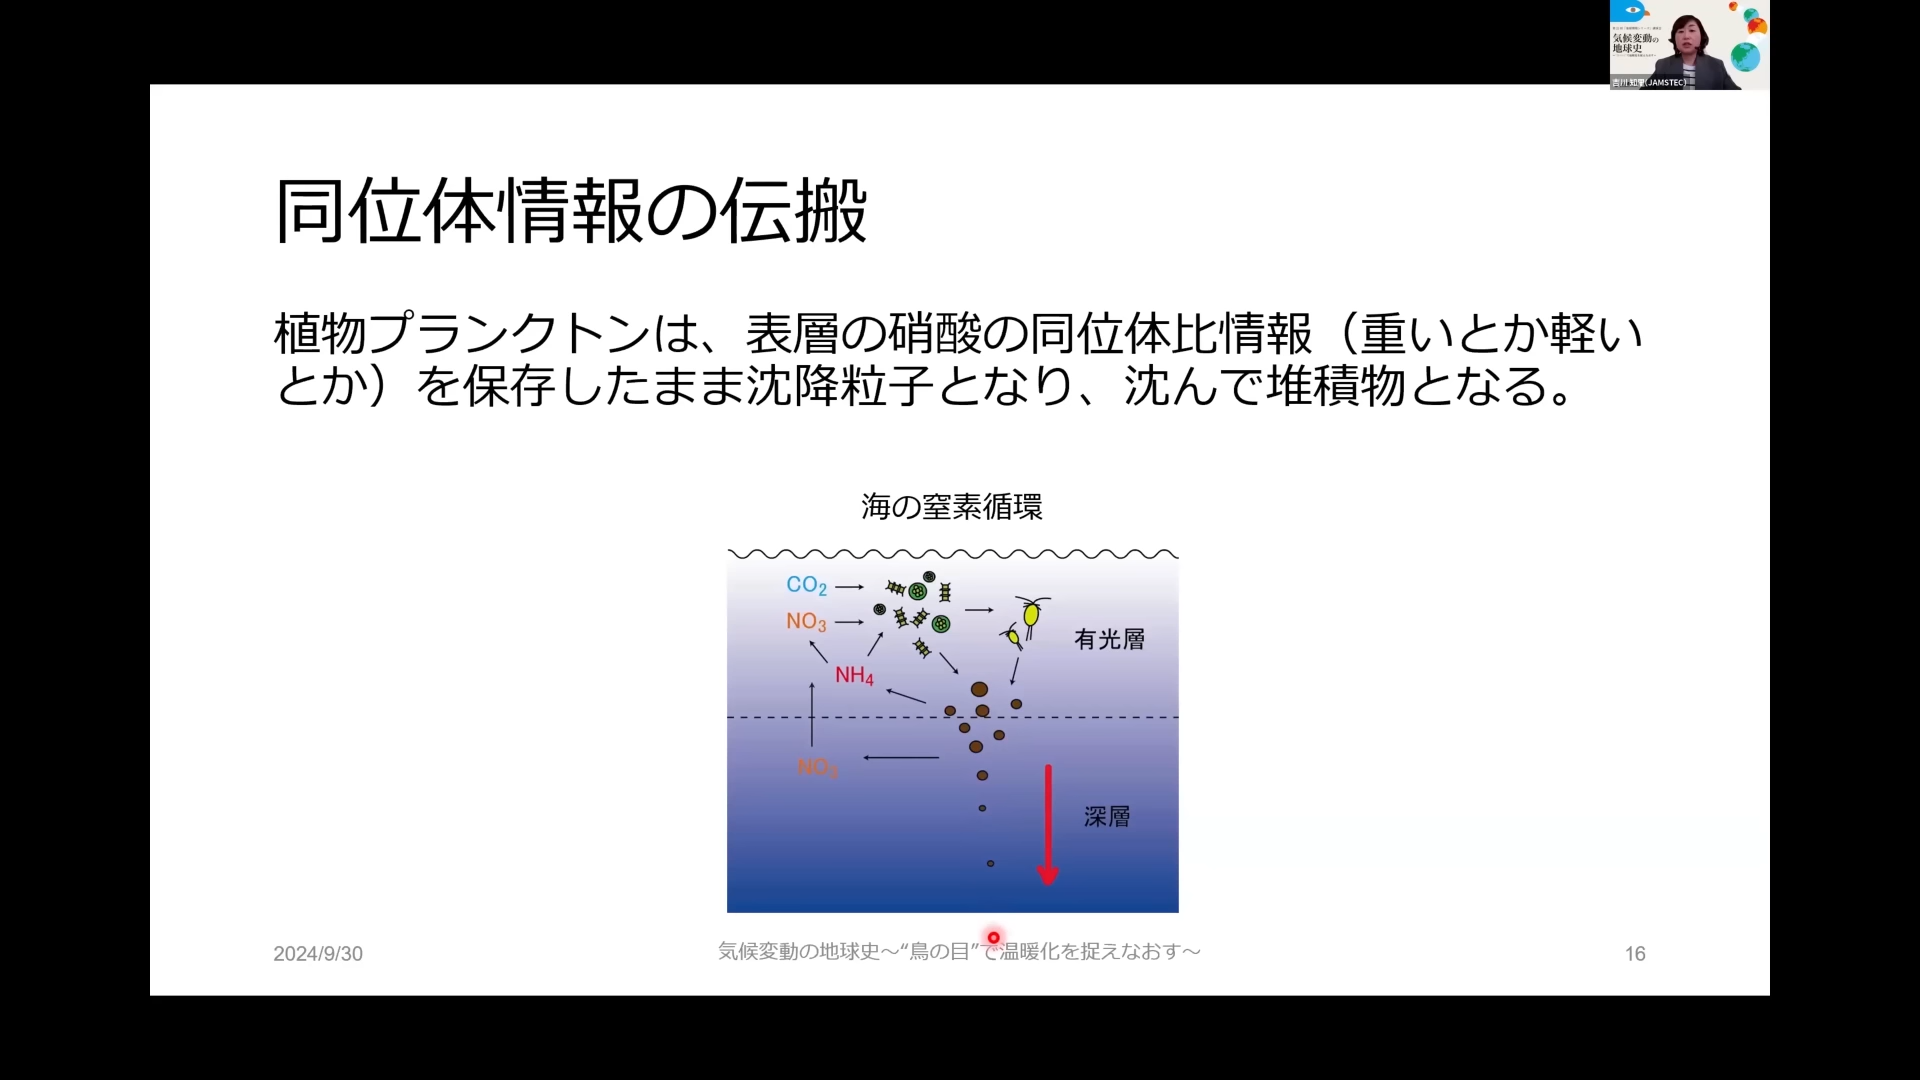 気候変動の
地球史
吉川 知里(JAMSTEC)
同位体情報の伝搬
植物プランクトンは、表層の硝酸の同位体比情報（重いとか軽い
とか）を保存したまま沈降粒子となり、沈んで堆積物となる。
海の窒素循環
CO2
NO3
有光層
NH4
NO3
深層
2024/9/30
気候変動の地球史～“鳥の目”で温暖化を捉えなおす～
16